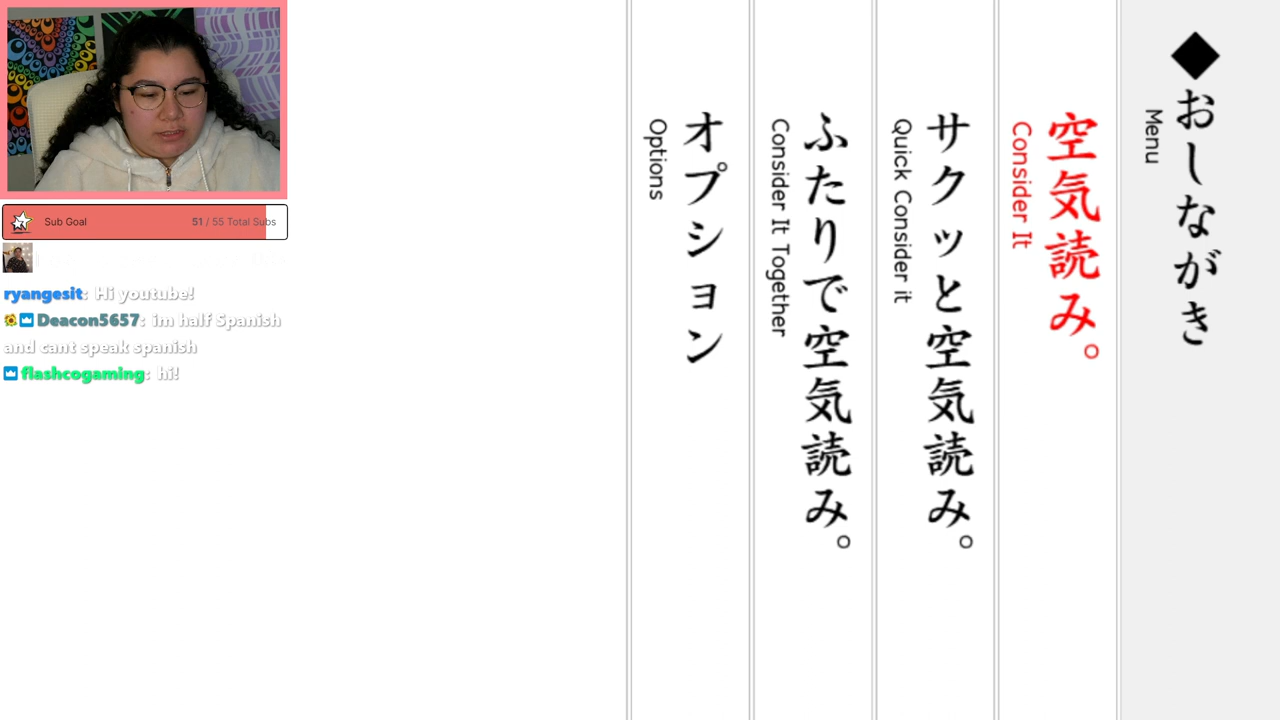 Sub Goal
51 / 55 Total Subs
ryangesit: Hi youtube!
Deacon5657: im half Spanish
and cant speak spanish
flashcogaming: hi!
◆おしながき
Menu
空気読み。
Consider It
サクッと空気読み。
Quick Consider it
ふたりで空気読み。
Consider It Together
オプション
Options